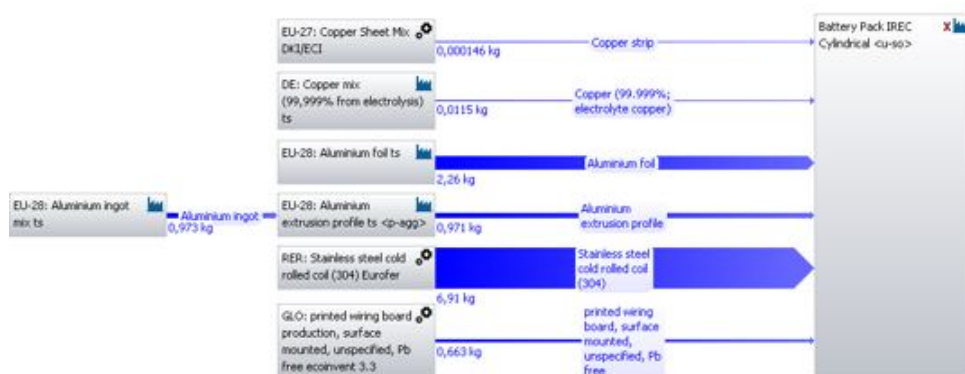 EU-27: Copper Sheet Mix
DKI/ECI
0,000146 kg
Copper strip
Battery Pack IREC
Cylindrical <u-so>
X
DE: Copper mix
(99,999% from electrolysis)
ts
0,0115 kg
Copper (99.999%;
electrolyte copper)
EU-28: Aluminium foil ts
2,26 kg
Aluminium foil
EU-28: Aluminium ingot
mix ts
0,973 kg
Aluminium ingot
EU-28: Aluminium
extrusion profile ts <p-agg>
0,971 kg
Aluminium
extrusion profile
RER: Stainless steel cold
rolled coil (304) Eurofer
6,91 kg
Stainless steel
cold rolled coil
(304)
GLO: printed wiring board
production, surface
mounted, unspecified, Pb
free ecoinvent 3.3
0,663 kg
printed wiring
board, surface
mounted,
unspecified, Pb
free